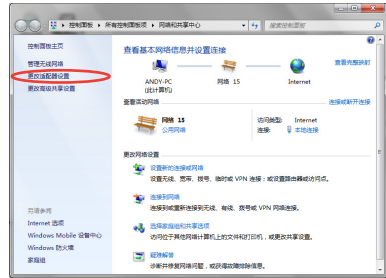 控制面板 ▸ 所有控制面板项 ▸ 网络和共享中心
搜索控制面板
控制面板主页
管理无线网络
更改适配器设置
更改高级共享设置
查看基本网络信息并设置连接
查看完整映射
ANDY-PC
(此计算机)
网络 15
Internet
查看活动网络
连接或断开连接
网络 15
公用网络
访问类型: Internet
连接: 本地连接
更改网络设置
设置新的连接或网络
设置无线、宽带、拨号、临时或 VPN 连接；或设置路由器或访问点。
连接到网络
连接到或重新连接到无线、有线、拨号或 VPN 网络连接。
选择家庭组和共享选项
访问位于其他网络计算机上的文件和打印机，或更改共享设置。
疑难解答
诊断并修复网络问题，或获得故障排除信息。
另请参阅
Internet 选项
Windows Mobile 设备中心
Windows 防火墙
家庭组